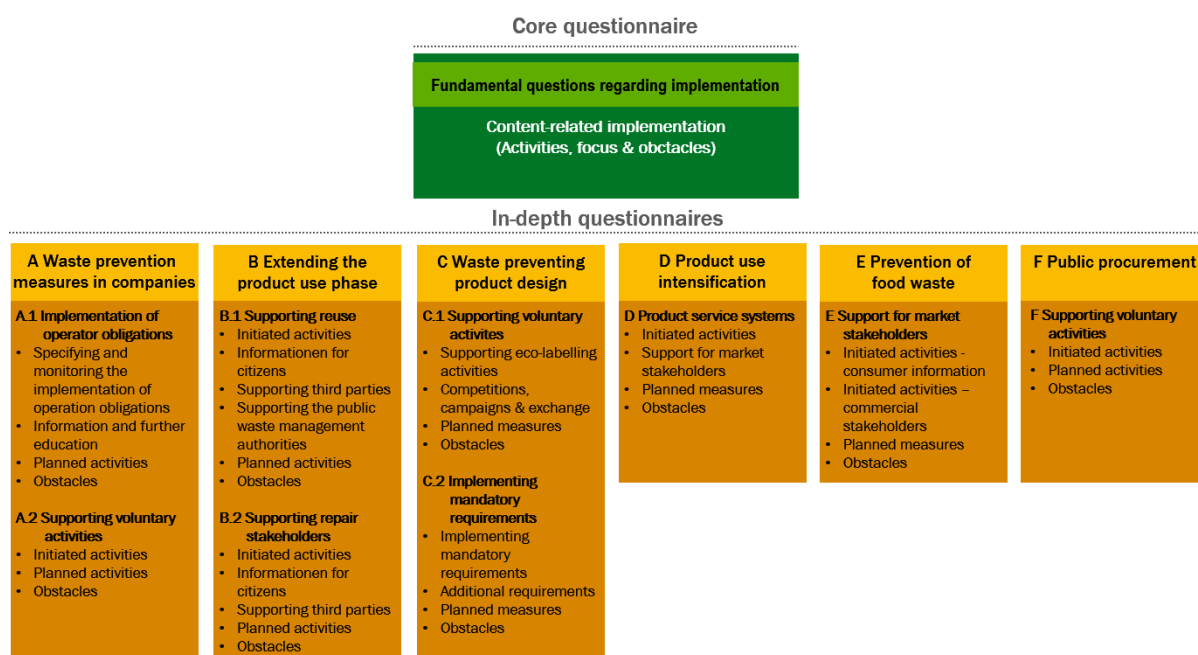 Core questionnaire
Fundamental questions regarding implementation
Content-related implementation
(Activities, focus & obctacles)
In-depth questionnaires
A Waste prevention
measures in companies
A.1 Implementation of
operator obligations
• Specifying and
monitoring the
implementation of
operation obligations
• Information and further
education
• Planned activities
• Obstacles
A.2 Supporting voluntary
activities
• Initiated activities
• Planned activities
• Obstacles
B Extending the
product use phase
B.1 Supporting reuse
• Initiated activities
• Informationen for
citizens
• Supporting third parties
• Supporting the public
waste management
authorities
• Planned activities
• Obstacles
B.2 Supporting repair
stakeholders
• Initiated activities
• Informationen for
citizens
• Supporting third parties
• Planned activities
• Obstacles
C Waste preventing
product design
C.1 Supporting voluntary
activites
• Supporting eco-labelling
activities
• Competitions,
campaigns & exchange
• Planned measures
• Obstacles
C.2 Implementing
mandatory
requirements
• Implementing
mandatory
requirements
• Additional requirements
• Planned measures
• Obstacles
D Product use
intensification
D Product service systems
• Initiated activities
• Support for market
stakeholders
• Planned measures
• Obstacles
E Prevention of
food waste
E Support for market
stakeholders
• Initiated activities -
consumer information
• Initiated activities –
commercial
stakeholders
• Planned measures
• Obstacles
F Public procurement
F Supporting voluntary
activities
• Initiated activities
• Planned activities
• Obstacles